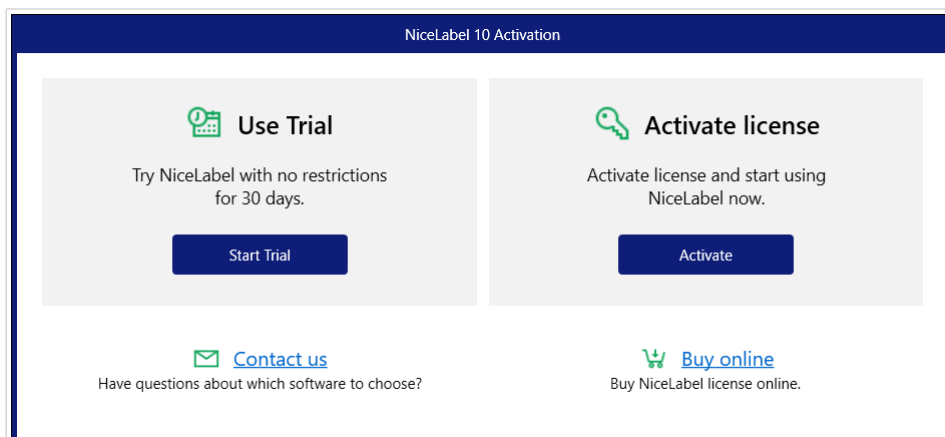 NiceLabel 10 Activation
Use Trial
Try NiceLabel with no restrictions
for 30 days.
Start Trial
Activate license
Activate license and start using
NiceLabel now.
Activate
Contact us
Have questions about which software to choose?
Buy online
Buy NiceLabel license online.